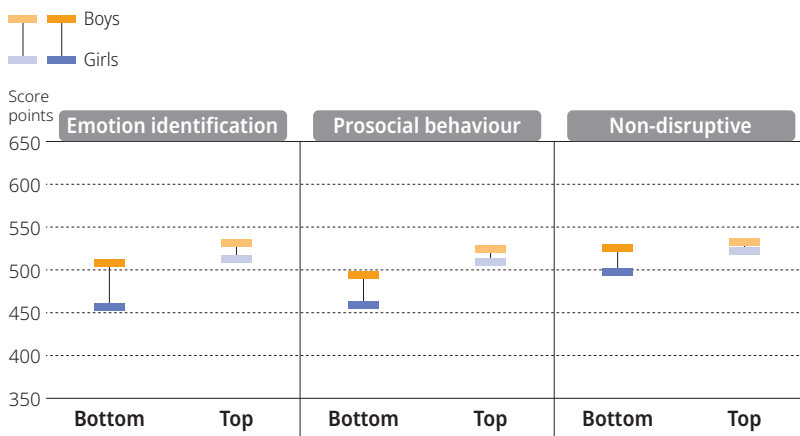 Boys
Girls
Score
points
Emotion identification Prosocial behaviour Non-disruptive
650
600
550
500
450
400
350
Bottom Top Bottom Top Bottom Top